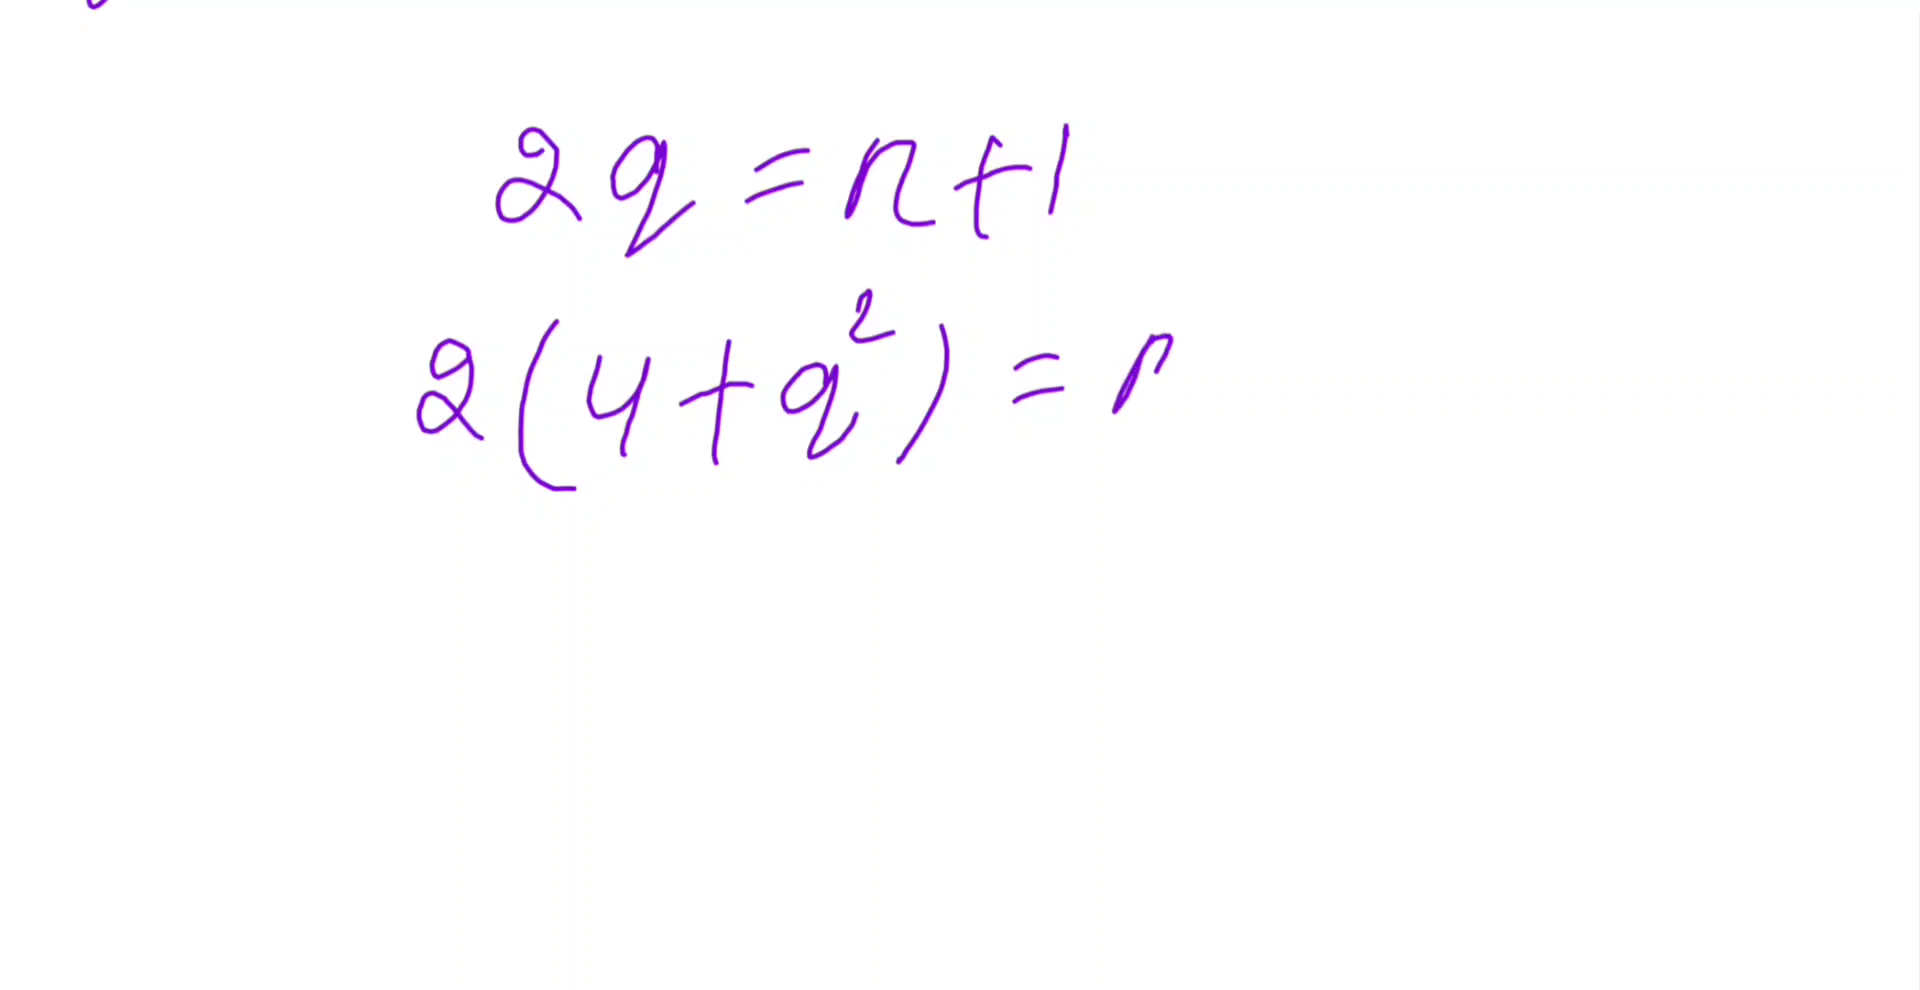 2q = n+1
2(4+q²) = n